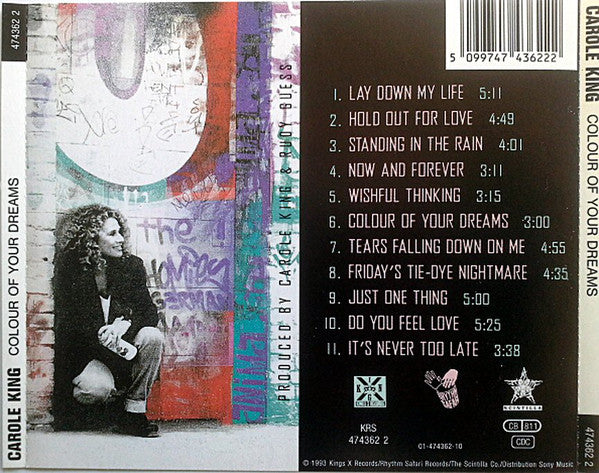 474362 2
CAROLE KING COLOUR OF YOUR DREAMS
the
PRODUCED BY CAROLE KING & RUDY GUESS
5 099747 436222
1. LAY DOWN MY LIFE 5:11
2. HOLD OUT FOR LOVE 4:49
3. STANDING IN THE RAIN 4:01
4. NOW AND FOREVER 3:11
5. WISHFUL THINKING 3:15
6. COLOUR OF YOUR DREAMS 3:00
7. TEARS FALLING DOWN ON ME 4:55
8. FRIDAY'S TIE-DYE NIGHTMARE 4:35
9. JUST ONE THING 5:00
10. DO YOU FEEL LOVE 5:25
11. IT'S NEVER TOO LATE 3:38
KRS
474362 2
SCINTILLA
CB 811
CDC
01-474362-10
© 1993 Kings X Records/Rhythm Safari Records/The Scintilla Co./Distribution Sony Music
CAROLE KING COLOUR OF YOUR DREAMS
474362 2